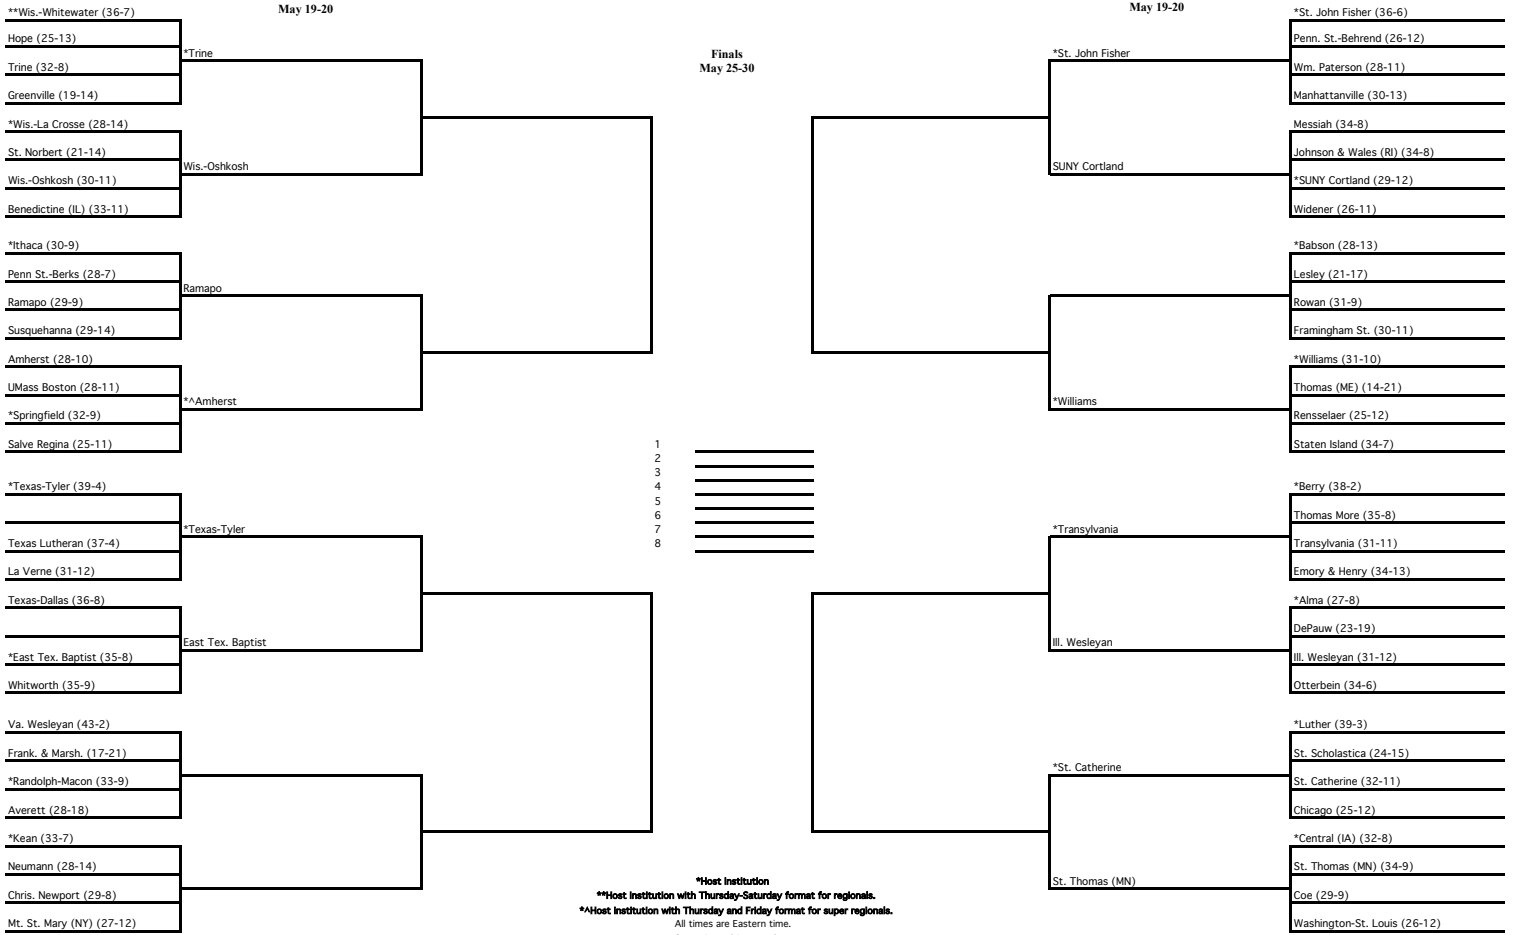 May 19-20
May 19-20
Finals
May 25-30
**Wis.-Whitewater (36-7)
Hope (25-13)
Trine (32-8)
Greenville (19-14)
*Wis.-La Crosse (28-14)
St. Norbert (21-14)
Wis.-Oshkosh (30-11)
Benedictine (IL) (33-11)
*Ithaca (30-9)
Penn St.-Berks (28-7)
Ramapo (29-9)
Susquehanna (29-14)
Amherst (28-10)
UMass Boston (28-11)
*Springfield (32-9)
Salve Regina (25-11)
*Texas-Tyler (39-4)
Texas Lutheran (37-4)
La Verne (31-12)
Texas-Dallas (36-8)
*East Tex. Baptist (35-8)
Whitworth (35-9)
Va. Wesleyan (43-2)
Frank. & Marsh. (17-21)
*Randolph-Macon (33-9)
Averett (28-18)
*Kean (33-7)
Neumann (28-14)
Chris. Newport (29-8)
Mt. St. Mary (NY) (27-12)
*Trine
Wis.-Oshkosh
Ramapo
*^Amherst
*Texas-Tyler
East Tex. Baptist
1
2
3
4
5
6
7
8
*St. John Fisher
SUNY Cortland
*Williams
*Transylvania
Ill. Wesleyan
*St. Catherine
St. Thomas (MN)
*St. John Fisher (36-6)
Penn. St.-Behrend (26-12)
Wm. Paterson (28-11)
Manhattanville (30-13)
Messiah (34-8)
Johnson & Wales (RI) (34-8)
*SUNY Cortland (29-12)
Widener (26-11)
*Babson (28-13)
Lesley (21-17)
Rowan (31-9)
Framingham St. (30-11)
*Williams (31-10)
Thomas (ME) (14-21)
Rensselaer (25-12)
Staten Island (34-7)
*Berry (38-2)
Thomas More (35-8)
Transylvania (31-11)
Emory & Henry (34-13)
*Alma (27-8)
DePauw (23-19)
Ill. Wesleyan (31-12)
Otterbein (34-6)
*Luther (39-3)
St. Scholastica (24-15)
St. Catherine (32-11)
Chicago (25-12)
*Central (IA) (32-8)
St. Thomas (MN) (34-9)
Coe (29-9)
Washington-St. Louis (26-12)
*Host Institution
**Host Institution with Thursday-Saturday format for regionals.
*^Host Institution with Thursday and Friday format for super regionals.
All times are Eastern time.